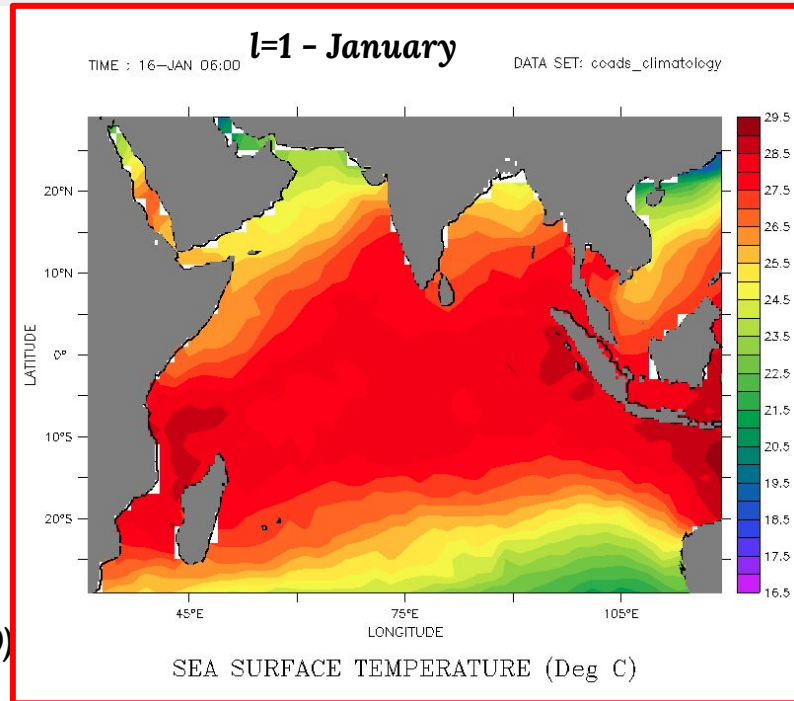 l=1 - January
TIME : 16-JAN 06:00
DATA SET: coads_climatology
29.5
28.5
27.5
26.5
25.5
24.5
23.5
22.5
21.5
20.5
19.5
18.5
17.5
16.5
20°N
10°N
0°
10°S
20°S
LATITUDE
45°E
75°E
105°E
LONGITUDE
)
SEA SURFACE TEMPERATURE (Deg C)